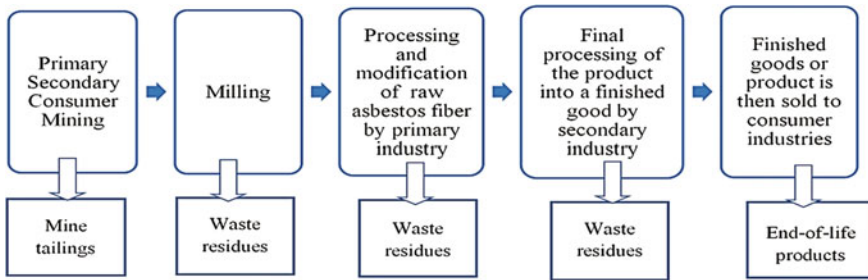 Primary
Secondary
Consumer
Mining
Milling
Processing
and
modification
of raw
asbestos fiber
by primary
industry
Final
processing of
the product
into a finished
good by
secondary
industry
Finished
goods or
product is
then sold to
consumer
industries
Mine
tailings
Waste
residues
Waste
residues
Waste
residues
End-of-life
products